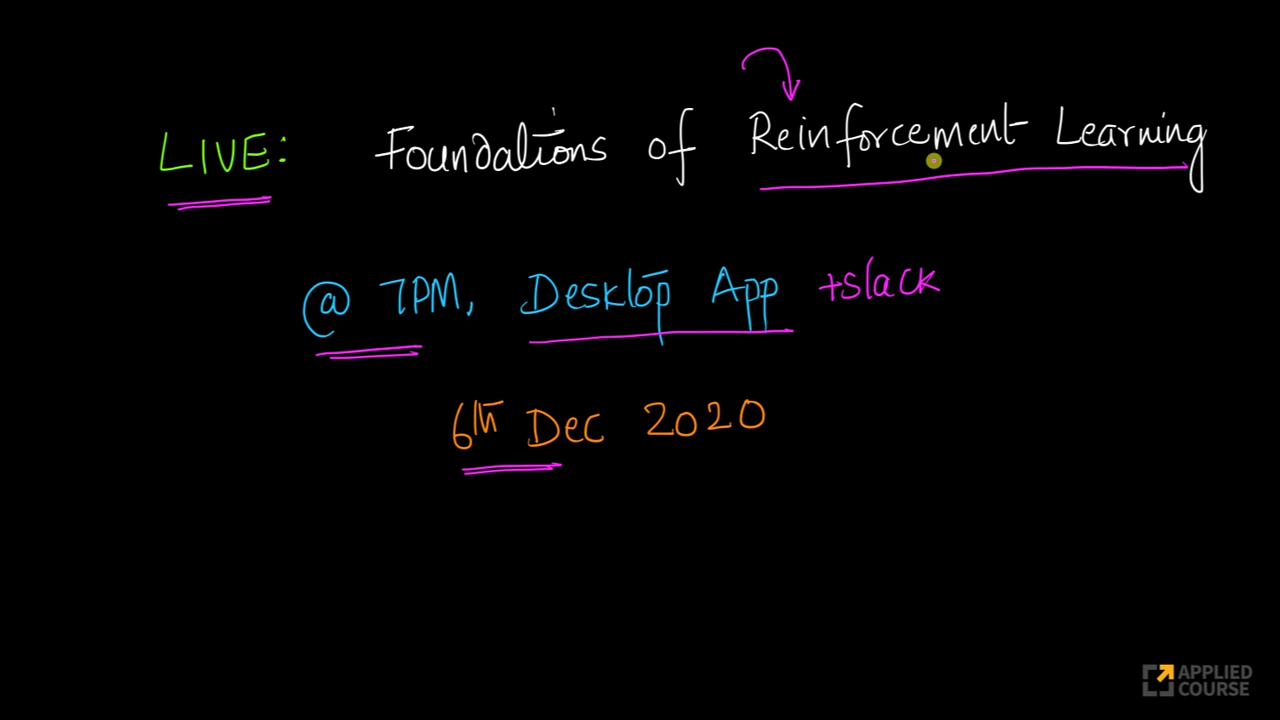 LIVE: Foundations of Reinforcement Learning
@ 7PM, Desktop App +slack
6th Dec 2020
APPLIED
COURSE